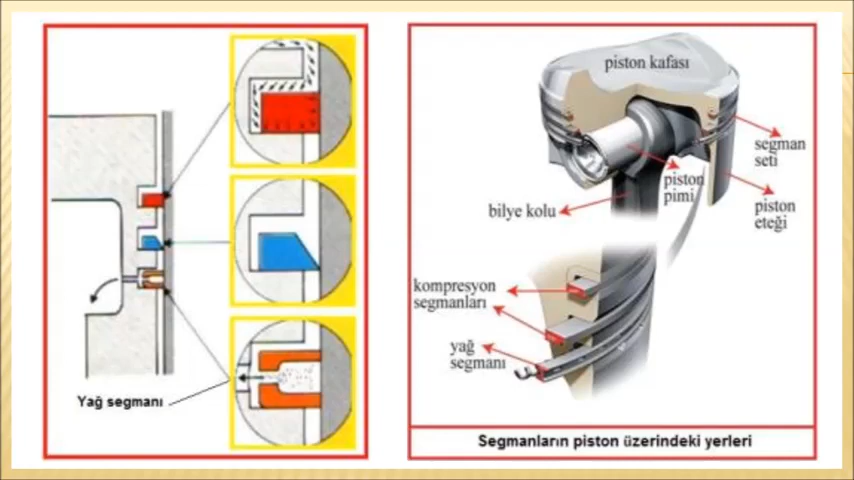 Yağ segmanı
piston kafası
segman
seti
piston
pimi
piston
eteği
bilye kolu
kompresyon
segmanları
yağ
segmanı
Segmanların piston üzerindeki yerleri